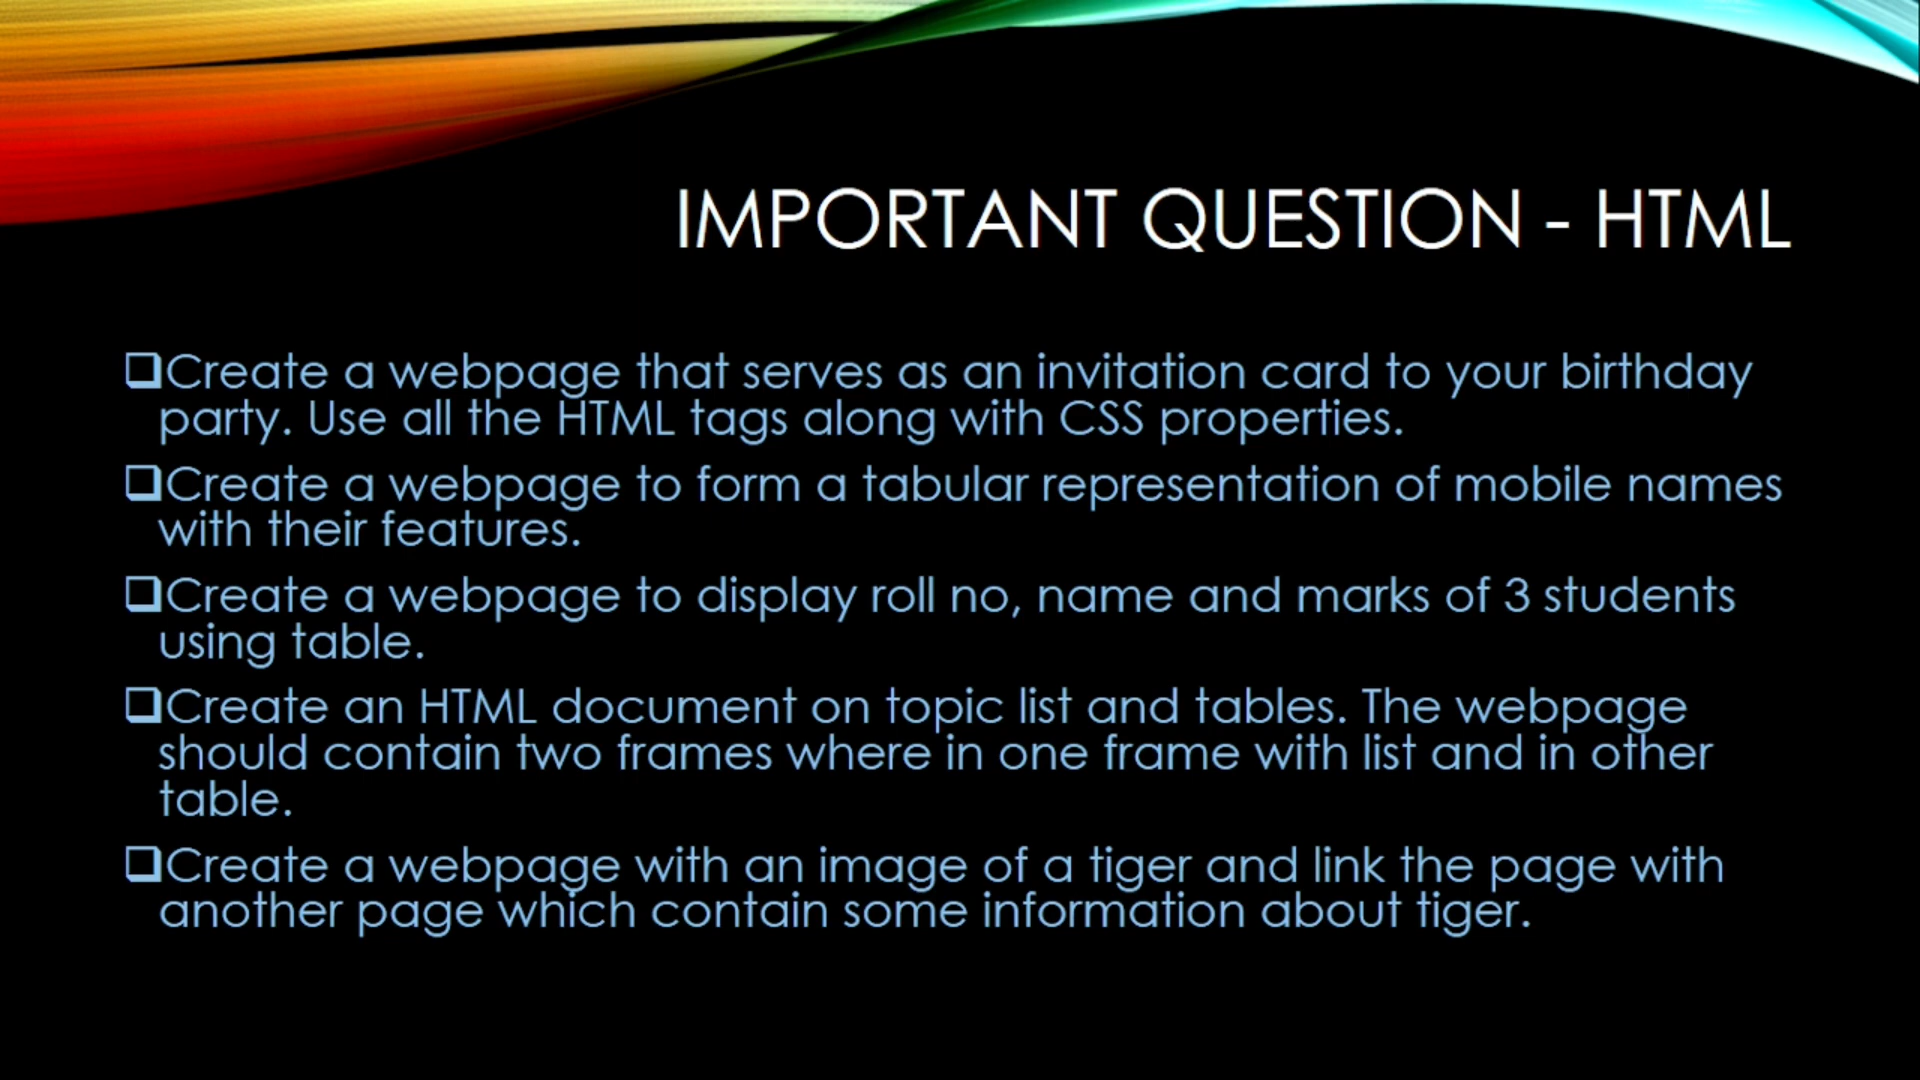 IMPORTANT QUESTION - HTML
❑Create a webpage that serves as an invitation card to your birthday
party. Use all the HTML tags along with CSS properties.
❑Create a webpage to form a tabular representation of mobile names
with their features.
❑Create a webpage to display roll no, name and marks of 3 students
using table.
❑Create an HTML document on topic list and tables. The webpage
should contain two frames where in one frame with list and in other
table.
❑Create a webpage with an image of a tiger and link the page with
another page which contain some information about tiger.